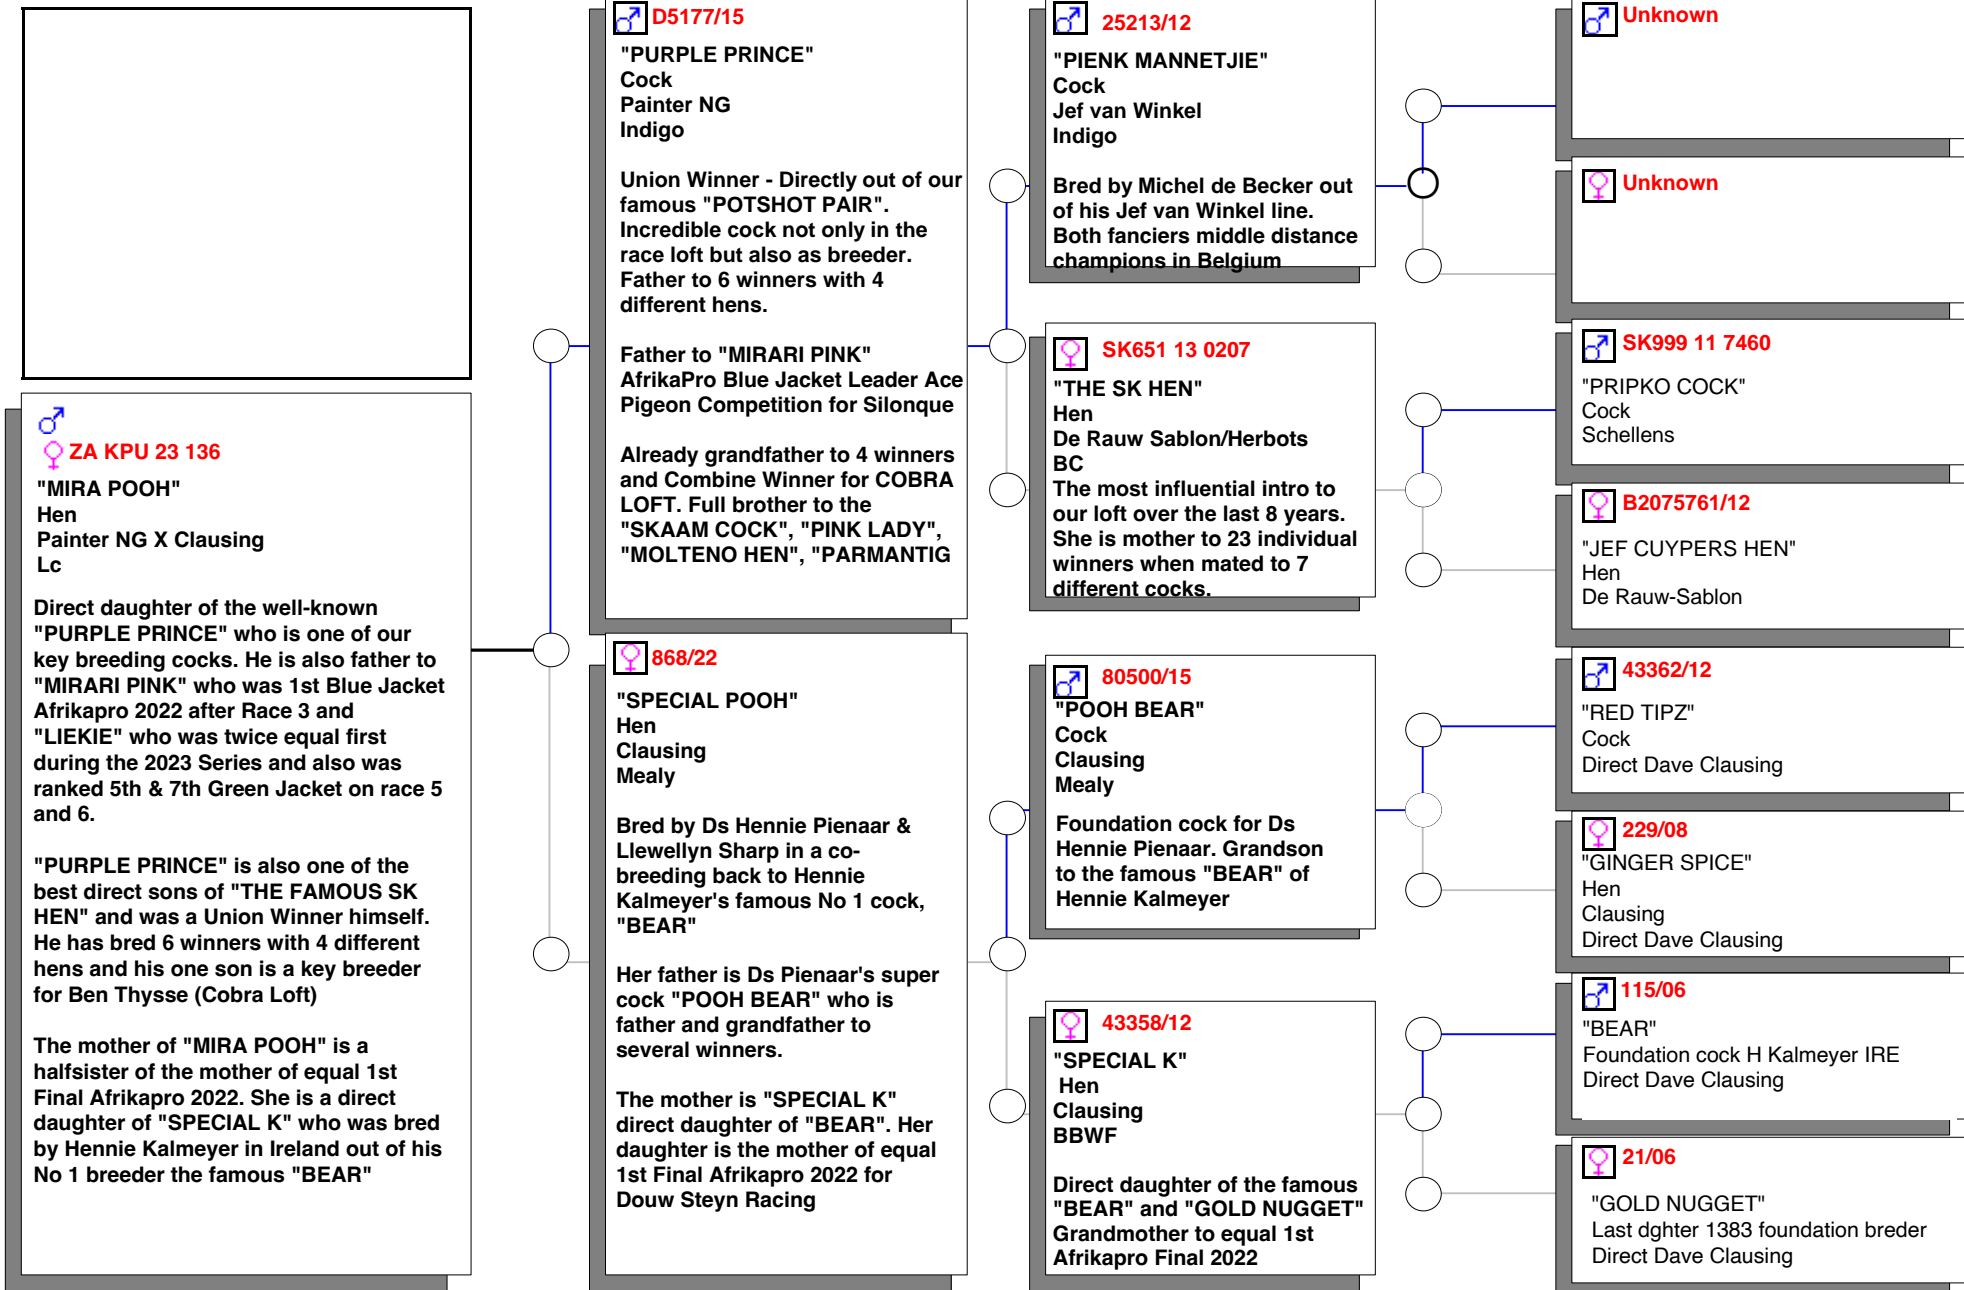 ZA KPU 23 136
"MIRA POOH"
Hen
Painter NG X Clausing
Lc
Direct daughter of the well-known
"PURPLE PRINCE" who is one of our
key breeding cocks. He is also father to
"MIRARI PINK" who was 1st Blue Jacket
Afrikapro 2022 after Race 3 and
"LIEKIE" who was twice equal first
during the 2023 Series and also was
ranked 5th & 7th Green Jacket on race 5
and 6.
"PURPLE PRINCE" is also one of the
best direct sons of "THE FAMOUS SK
HEN" and was a Union Winner himself.
He has bred 6 winners with 4 different
hens and his one son is a key breeder
for Ben Thysse (Cobra Loft)
The mother of "MIRA POOH" is a
halfsister of the mother of equal 1st
Final Afrikapro 2022. She is a direct
daughter of "SPECIAL K" who was bred
by Hennie Kalmeyer in Ireland out of his
No 1 breeder the famous "BEAR"
D5177/15
"PURPLE PRINCE"
Cock
Painter NG
Indigo
Union Winner - Directly out of our
famous "POTSHOT PAIR".
Incredible cock not only in the
race loft but also as breeder.
Father to 6 winners with 4
different hens.
Father to "MIRARI PINK"
AfrikaPro Blue Jacket Leader Ace
Pigeon Competition for Silonque
Already grandfather to 4 winners
and Combine Winner for COBRA
LOFT. Full brother to the
"SKAAM COCK", "PINK LADY",
"MOLTENO HEN", "PARMANTIG
868/22
"SPECIAL POOH"
Hen
Clausing
Mealy
Bred by Ds Hennie Pienaar &
Llewellyn Sharp in a co-
breeding back to Hennie
Kalmeyer's famous No 1 cock,
"BEAR"
Her father is Ds Pienaar's super
cock "POOH BEAR" who is
father and grandfather to
several winners.
The mother is "SPECIAL K"
direct daughter of "BEAR". Her
daughter is the mother of equal
1st Final Afrikapro 2022 for
Douw Steyn Racing
25213/12
"PIENK MANNETJIE"
Cock
Jef van Winkel
Indigo
Bred by Michel de Becker out
of his Jef van Winkel line.
Both fanciers middle distance
champions in Belgium
SK651 13 0207
"THE SK HEN"
Hen
De Rauw Sablon/Herbots
BC
The most influential intro to
our loft over the last 8 years.
She is mother to 23 individual
winners when mated to 7
different cocks.
80500/15
"POOH BEAR"
Cock
Clausing
Mealy
Foundation cock for Ds
Hennie Pienaar. Grandson
to the famous "BEAR" of
Hennie Kalmeyer
43358/12
"SPECIAL K"
Hen
Clausing
BBWF
Direct daughter of the famous
"BEAR" and "GOLD NUGGET"
Grandmother to equal 1st
Afrikapro Final 2022
Unknown
Unknown
SK999 11 7460
"PRIPKO COCK"
Cock
Schellens
B2075761/12
"JEF CUYPERS HEN"
Hen
De Rauw-Sablon
43362/12
"RED TIPZ"
Cock
Direct Dave Clausing
229/08
"GINGER SPICE"
Hen
Clausing
Direct Dave Clausing
115/06
"BEAR"
Foundation cock H Kalmeyer IRE
Direct Dave Clausing
21/06
"GOLD NUGGET"
Last dghter 1383 foundation breder
Direct Dave Clausing